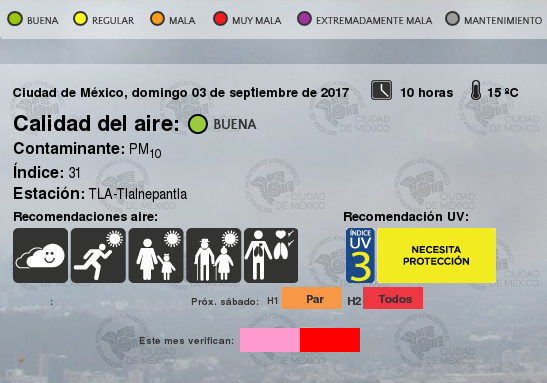 BUENA REGULAR MALA MUY MALA EXTREMADAMENTE MALA MANTENIMIENTO
Ciudad de México, domingo 03 de septiembre de 2017 10 horas 15 ºC
Calidad del aire: BUENA
Contaminante: PM10
Índice: 31
Estación: TLA-Tlalnepantla
Recomendaciones aire: Recomendación UV:
ÍNDICE
UV
3
NECESITA
PROTECCIÓN
: Próx. sábado: H1 Par H2 Todos
Este mes verifican:
CIUDAD
DE MÉXICO